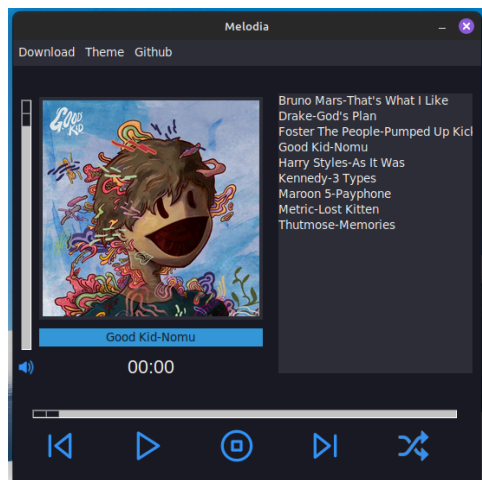 Melodia
Download Theme Github
GOOD
KID
Good Kid-Nomu
00:00
Bruno Mars-That's What I Like
Drake-God's Plan
Foster The People-Pumped Up Kicl
Good Kid-Nomu
Harry Styles-As It Was
Kennedy-3 Types
Maroon 5-Payphone
Metric-Lost Kitten
Thutmose-Memories